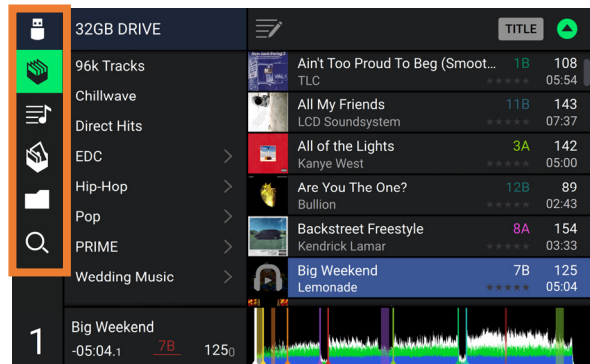 32GB DRIVE
TITLE
96k Tracks
Chillwave
Direct Hits
EDC
Hip-Hop
Pop
PRIME
Wedding Music
Ain't Too Proud To Beg (Smoot... 1B 108
TLC 05:54
All My Friends 11B 143
LCD Soundsystem 07:37
All of the Lights 3A 142
Kanye West 05:00
Are You The One? 12B 89
Bullion 02:43
Backstreet Freestyle 8A 154
Kendrick Lamar 03:33
Big Weekend 7B 125
Lemonade 05:04
1
Big Weekend
-05:04.1 7B 1250